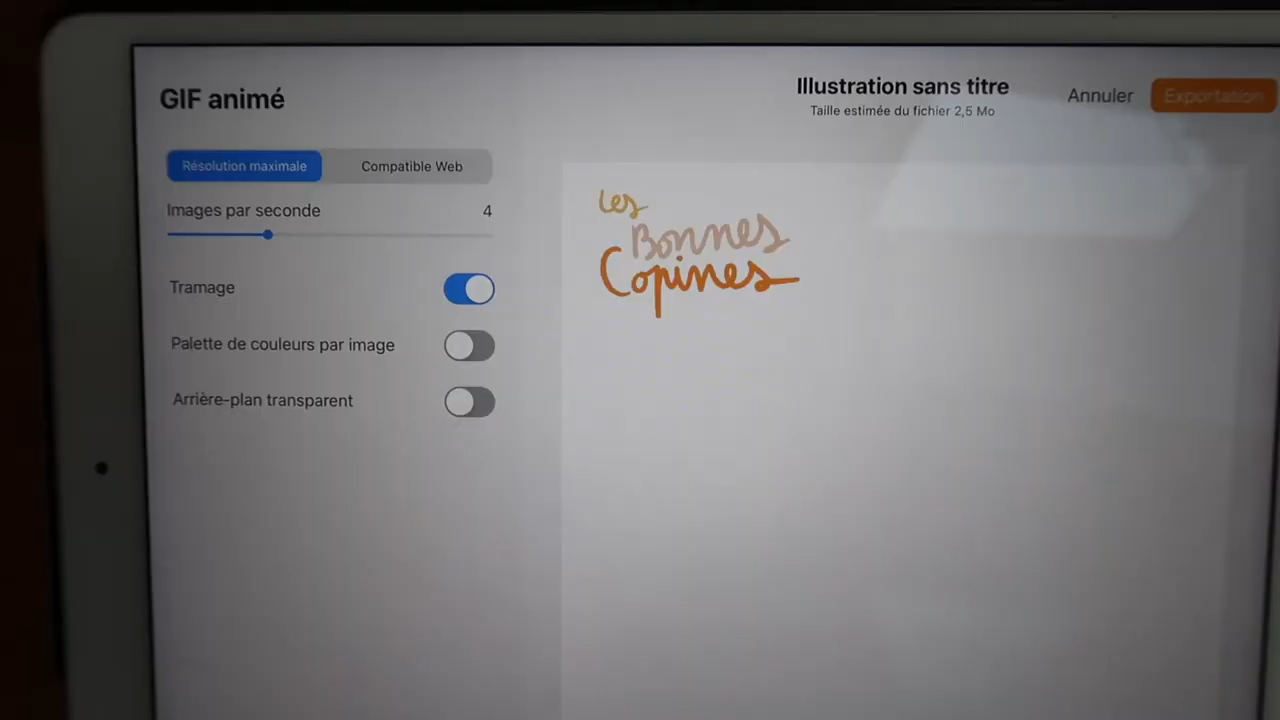 GIF animé
Illustration sans titre
Taille estimée du fichier 2,5 Mo
Annuler
Exportation
Résolution maximale
Compatible Web
Images par seconde
4
Tramage
Palette de couleurs par image
Arrière-plan transparent
Les
Bonnes
Copines